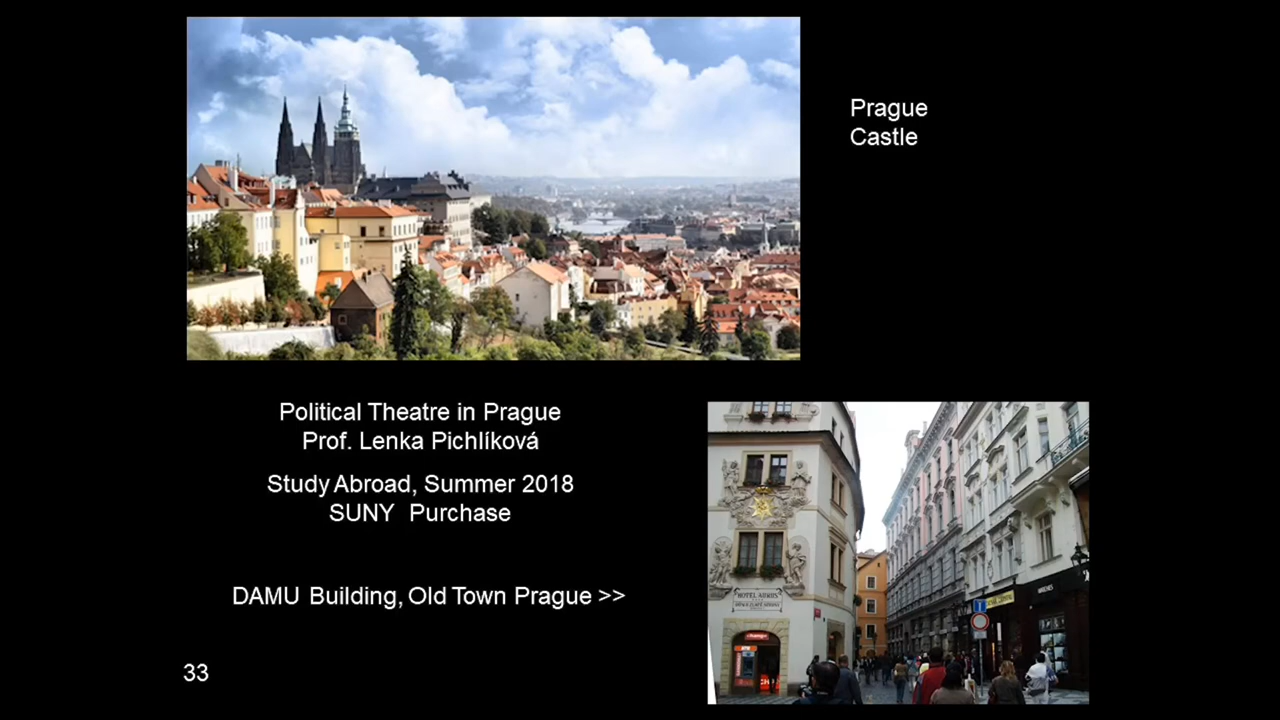 Prague
Castle
Political Theatre in Prague
Prof. Lenka Pichlíková
Study Abroad, Summer 2018
SUNY Purchase
DAMU Building, Old Town Prague >>
HOTEL
33